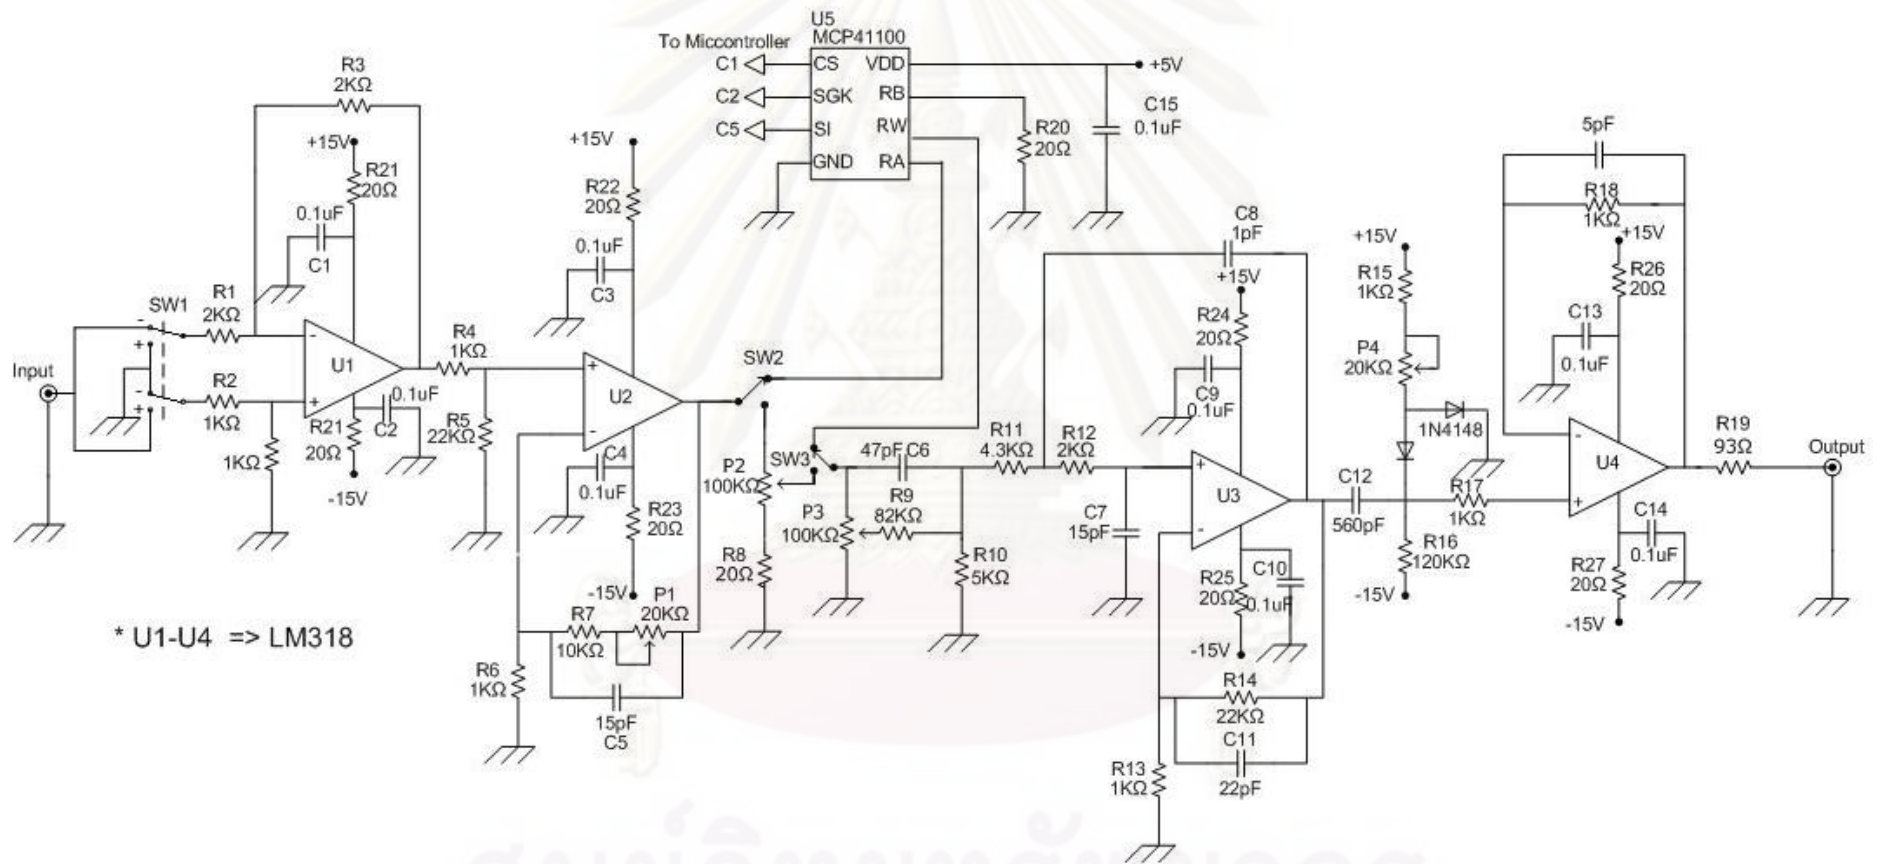 U5
MCP41100
To Miccontroller
C1
CS
VDD
+5V
C2
SGK
RB
C5
SI
RW
GND
RA
C15
0.1uF
R20
20Ω
R3
2KΩ
+15V
R21
20Ω
0.1uF
C1
SW1
-
+
-
+
R1
2KΩ
R2
1KΩ
1KΩ
Input
-
+
U1
0.1uF
C2
R21
20Ω
-15V
R4
1KΩ
R5
22KΩ
+15V
R22
20Ω
0.1uF
C3
+
-
U2
C4
0.1uF
R23
20Ω
-15V
P1
20KΩ
R7
10KΩ
R6
1KΩ
15pF
C5
SW2
P2
100KΩ
SW3
R8
20Ω
P3
100KΩ
47pF C6
R9
82KΩ
R10
5KΩ
R11
4.3KΩ
R12
2KΩ
C7
15pF
C8
1pF
+15V
R24
20Ω
C9
0.1uF
+
-
U3
R25
20Ω
C10
0.1uF
-15V
R14
22KΩ
C11
22pF
R13
1KΩ
C12
560pF
+15V
R15
1KΩ
P4
20KΩ
1N4148
R17
1KΩ
R16
120KΩ
-15V
5pF
R18
1KΩ
+15V
R26
20Ω
C13
0.1uF
-
+
U4
C14
0.1uF
R27
20Ω
-15V
R19
93Ω
Output
* U1-U4 => LM318